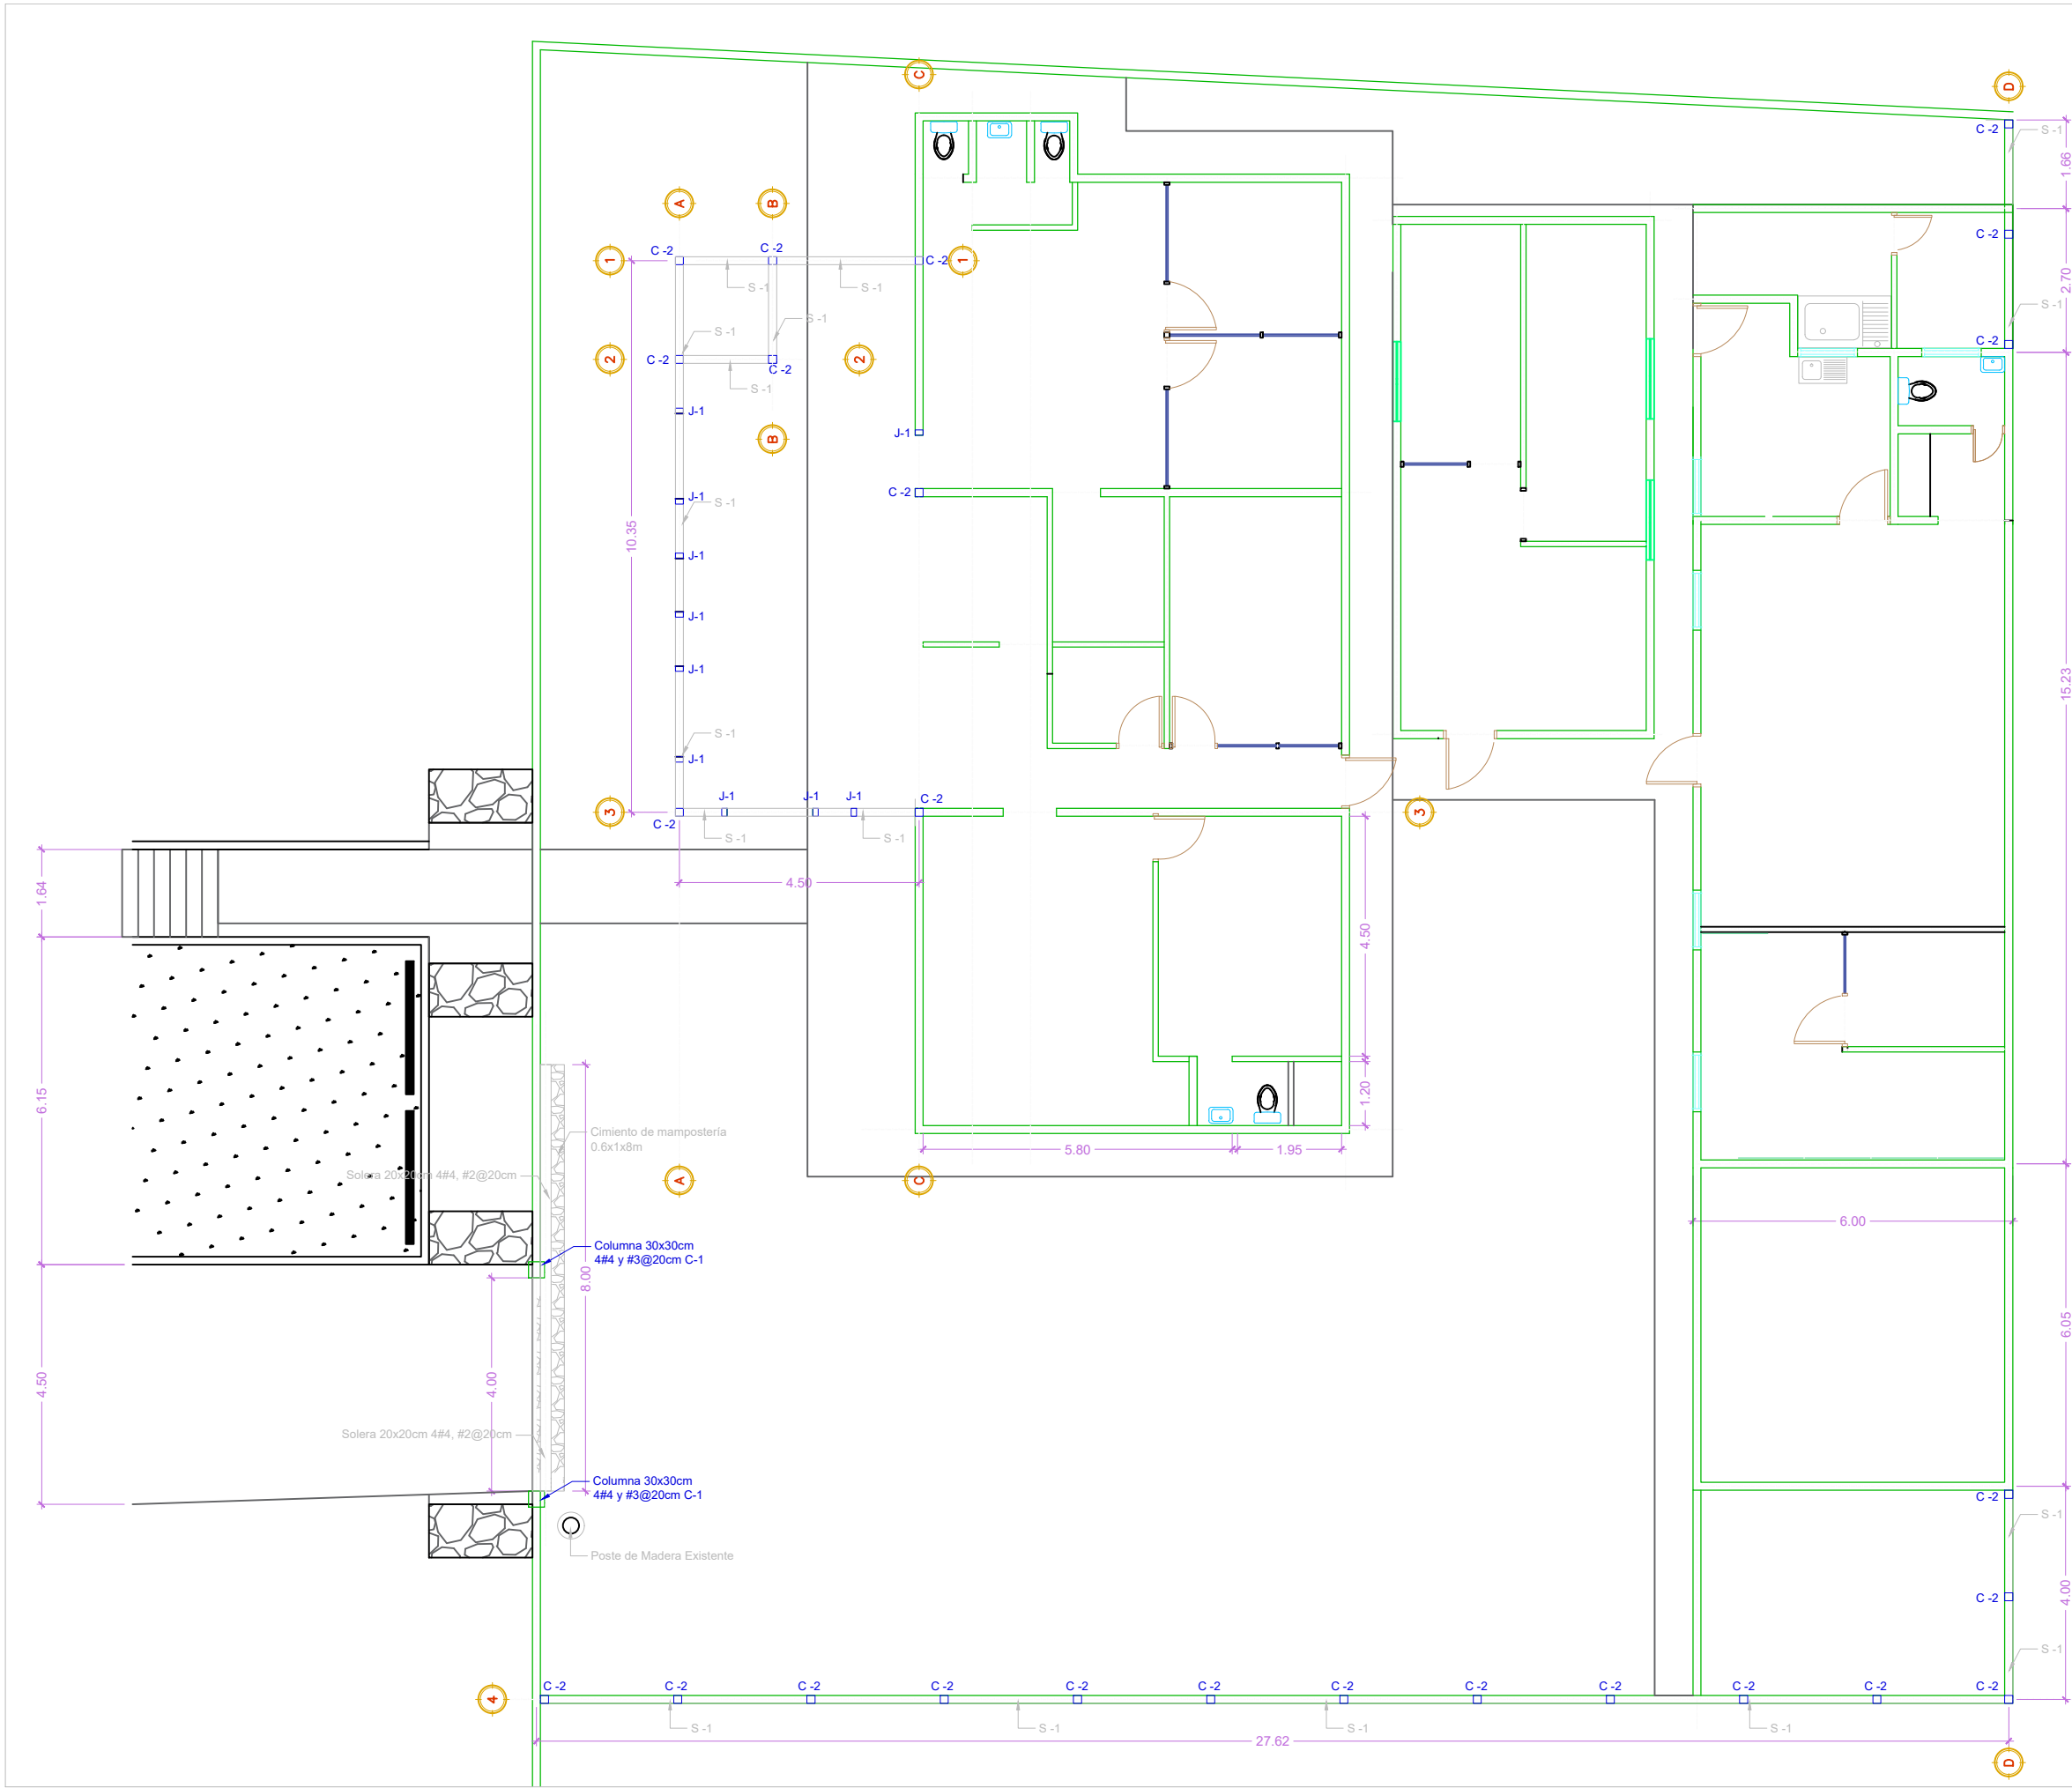 C
D
C -2
S -1
1.66
A
B
C -2
C -2
1
C -2
1
S -1
S -1
C -2
2.70
S -1
S -1
S -1
2
C -2
2
C -2
C -2
S -1
J-1
B
J-1
C -2
J-1
S -1
10.35
J-1
J-1
J-1
15.23
S -1
J-1
J-1
J-1
J-1
C -2
3
C -2
S -1
S -1
3
1.64
4.50
4.50
6.15
1.20
Cimiento de mampostería
0.6x1x8m
5.80
1.95
Solera 20x20cm 4#4, #2@20cm
A
C
6.00
Columna 30x30cm
4#4 y #3@20cm C-1
8.00
6.05
4.50
4.00
Solera 20x20cm 4#4, #2@20cm
Columna 30x30cm
4#4 y #3@20cm C-1
C -2
S -1
Poste de Madera Existente
C -2
4.00
S -1
4
C -2
C -2
C -2
C -2
C -2
C -2
C -2
C -2
C -2
C -2
C -2
C -2
S -1
S -1
S -1
S -1
27.62
D